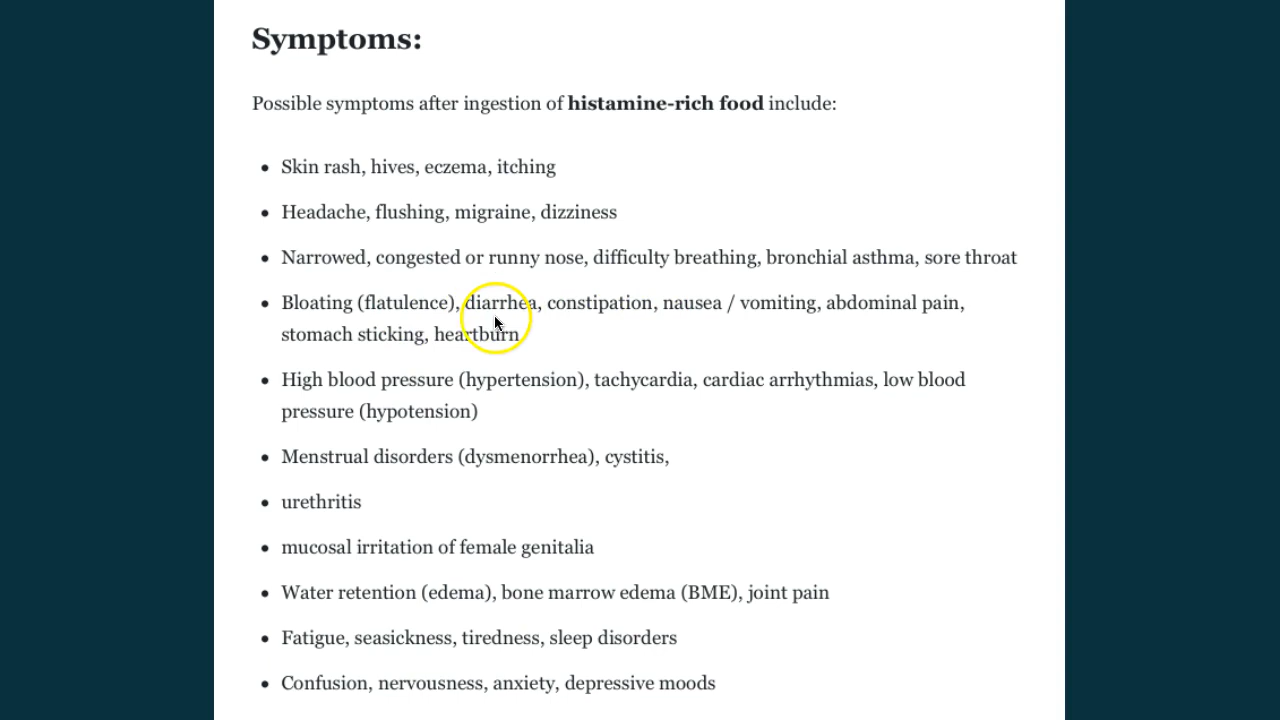 Symptoms:
Possible symptoms after ingestion of histamine-rich food include:
• Skin rash, hives, eczema, itching
• Headache, flushing, migraine, dizziness
• Narrowed, congested or runny nose, difficulty breathing, bronchial asthma, sore throat
• Bloating (flatulence), diarrhea, constipation, nausea / vomiting, abdominal pain,
stomach sticking, heartburn
• High blood pressure (hypertension), tachycardia, cardiac arrhythmias, low blood
pressure (hypotension)
• Menstrual disorders (dysmenorrhea), cystitis,
• urethritis
• mucosal irritation of female genitalia
• Water retention (edema), bone marrow edema (BME), joint pain
• Fatigue, seasickness, tiredness, sleep disorders
• Confusion, nervousness, anxiety, depressive moods